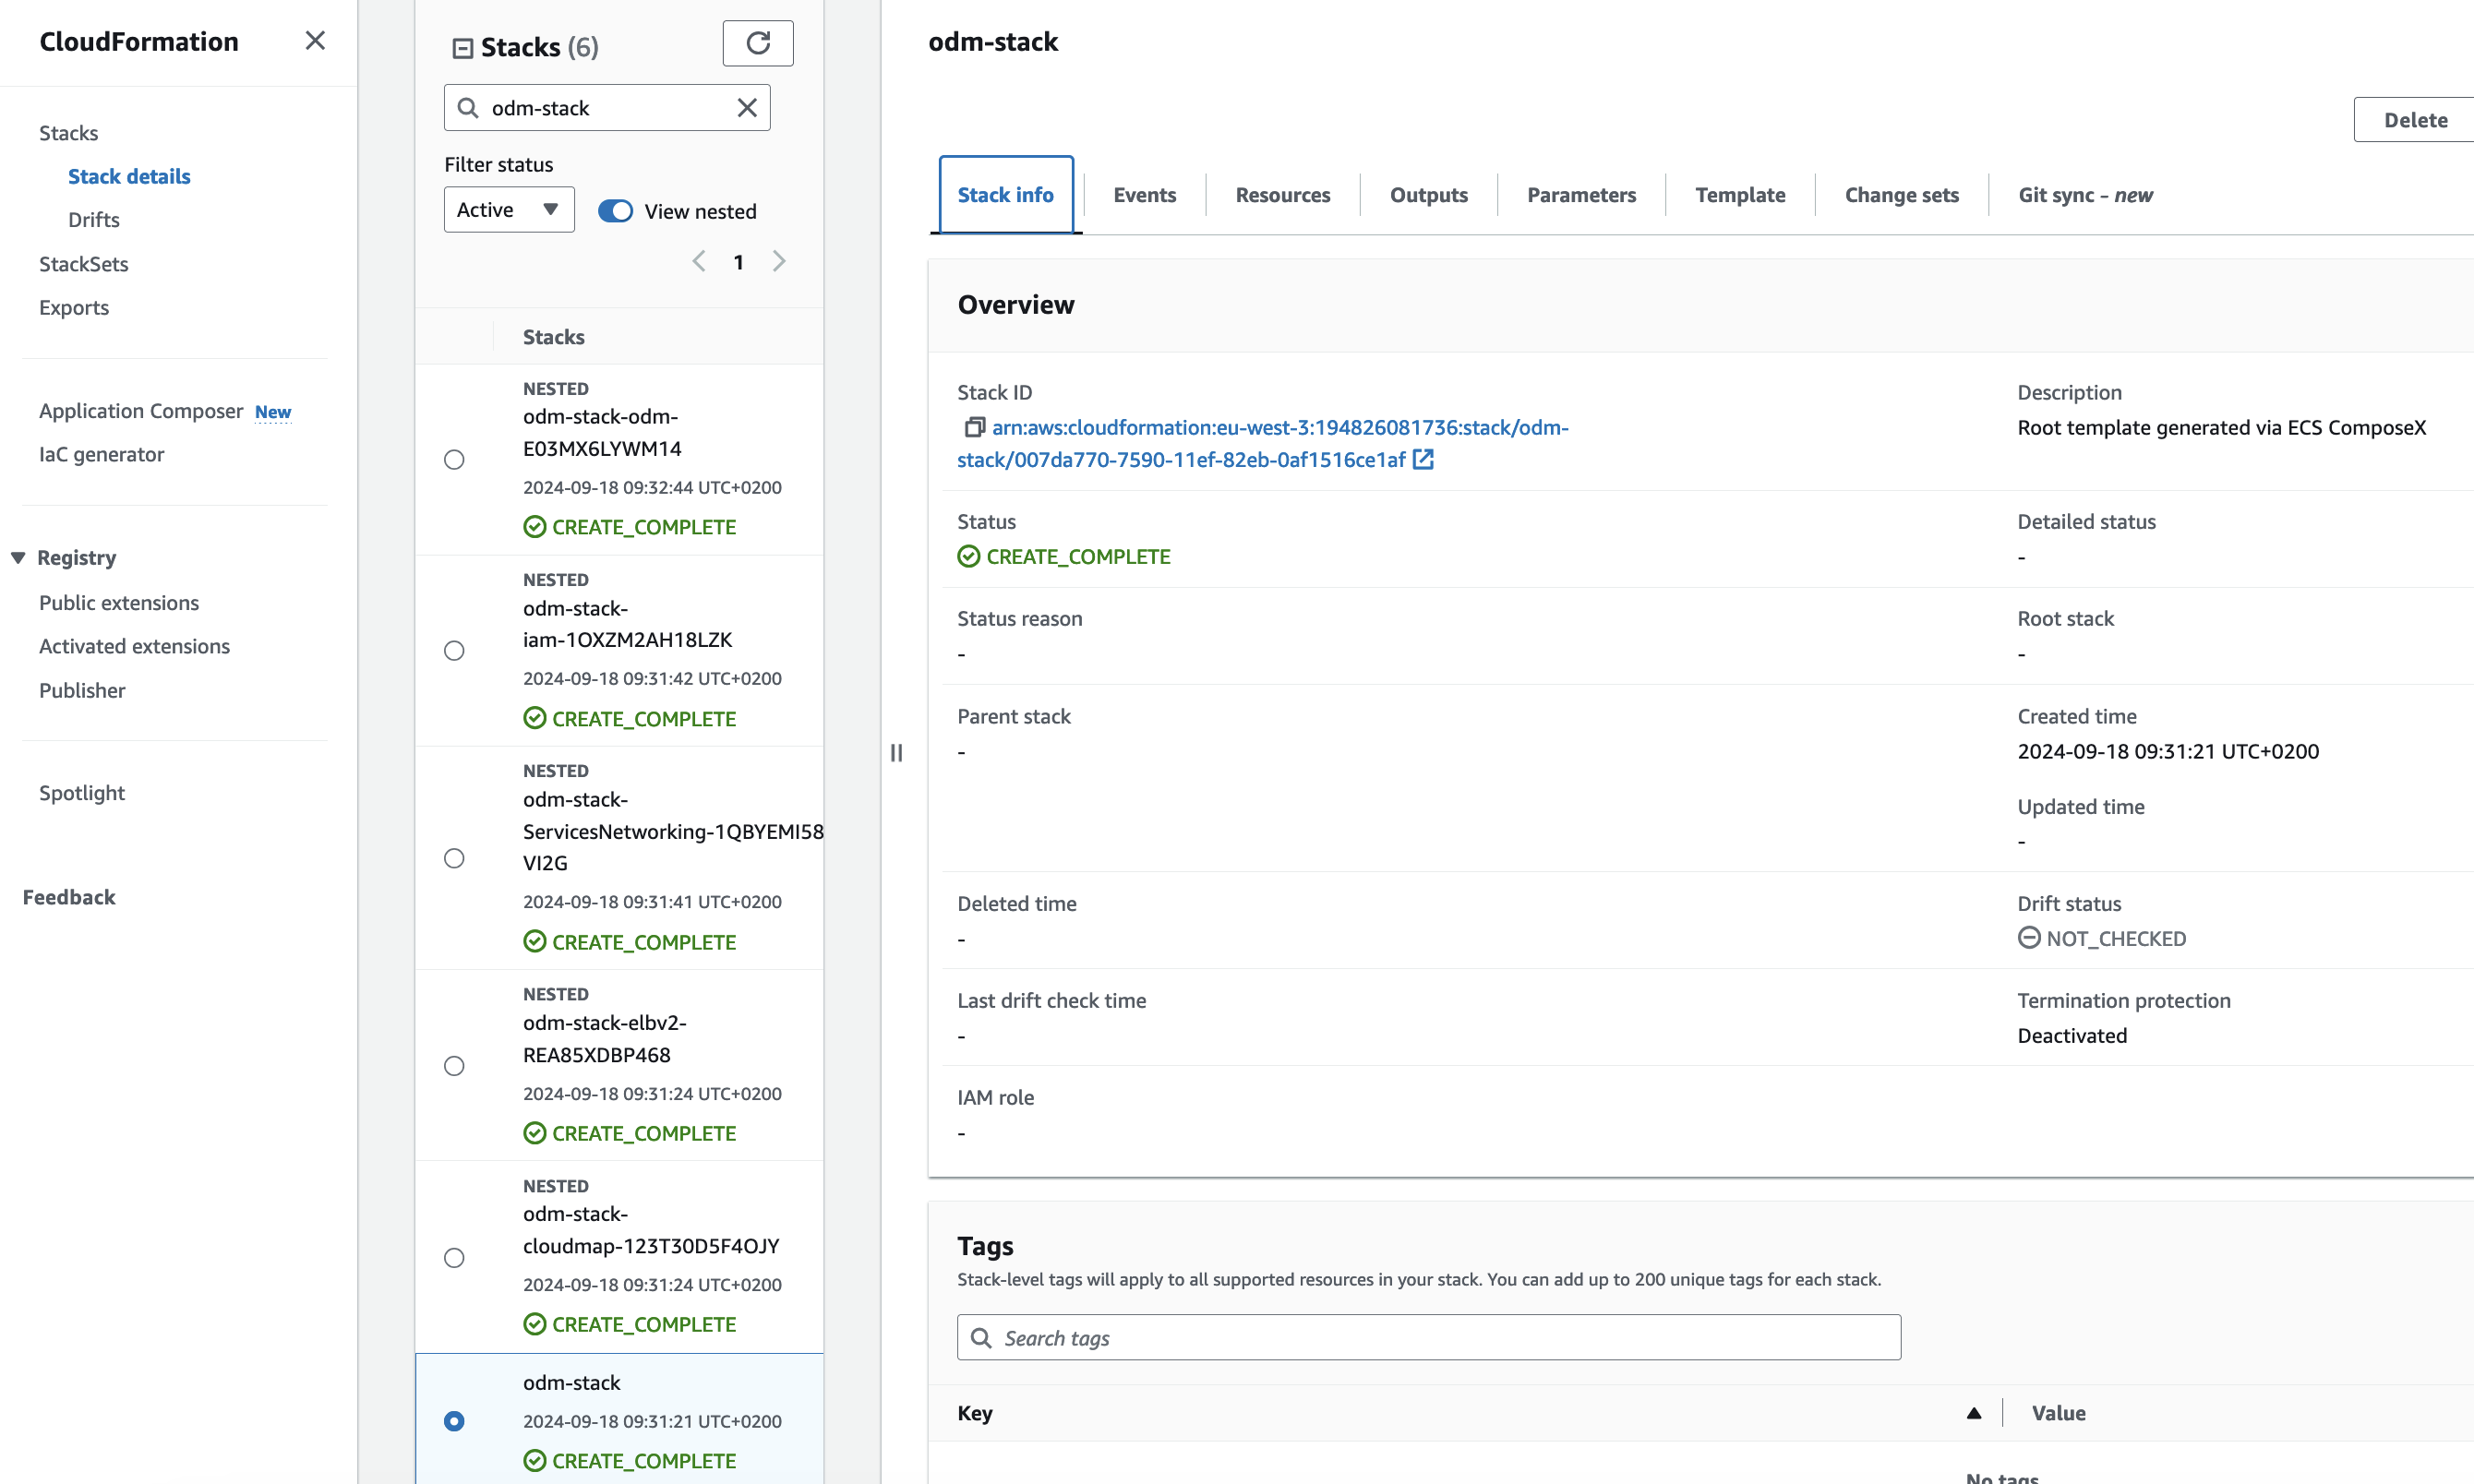 CloudFormation
Stacks
Stack details
Drifts
StackSets
Exports
Application Composer New
IaC generator
Registry
Public extensions
Activated extensions
Publisher
Spotlight
Feedback
Stacks (6)
odm-stack
Filter status
Active
View nested
1
Stacks
NESTED
odm-stack-odm-
E03MX6LYWM14
2024-09-18 09:32:44 UTC+0200
CREATE_COMPLETE
NESTED
odm-stack-
iam-1OXZM2AH18LZK
2024-09-18 09:31:42 UTC+0200
CREATE_COMPLETE
NESTED
odm-stack-
ServicesNetworking-1QBYEMI58
VI2G
2024-09-18 09:31:41 UTC+0200
CREATE_COMPLETE
NESTED
odm-stack-elbv2-
REA85XDBP468
2024-09-18 09:31:24 UTC+0200
CREATE_COMPLETE
NESTED
odm-stack-
cloudmap-123T30D5F4OJY
2024-09-18 09:31:24 UTC+0200
CREATE_COMPLETE
odm-stack
2024-09-18 09:31:21 UTC+0200
CREATE_COMPLETE
odm-stack
Delete
Stack info Events Resources Outputs Parameters Template Change sets Git sync - new
Overview
Stack ID
arn:aws:cloudformation:eu-west-3:194826081736:stack/odm-
stack/007da770-7590-11ef-82eb-0af1516ce1af
Description
Root template generated via ECS ComposeX
Status
CREATE_COMPLETE
Detailed status
-
Status reason
-
Root stack
-
Parent stack
-
Created time
2024-09-18 09:31:21 UTC+0200
Updated time
-
Deleted time
-
Drift status
NOT_CHECKED
Last drift check time
-
Termination protection
Deactivated
IAM role
-
Tags
Stack-level tags will apply to all supported resources in your stack. You can add up to 200 unique tags for each stack.
Search tags
Key Value
No tags